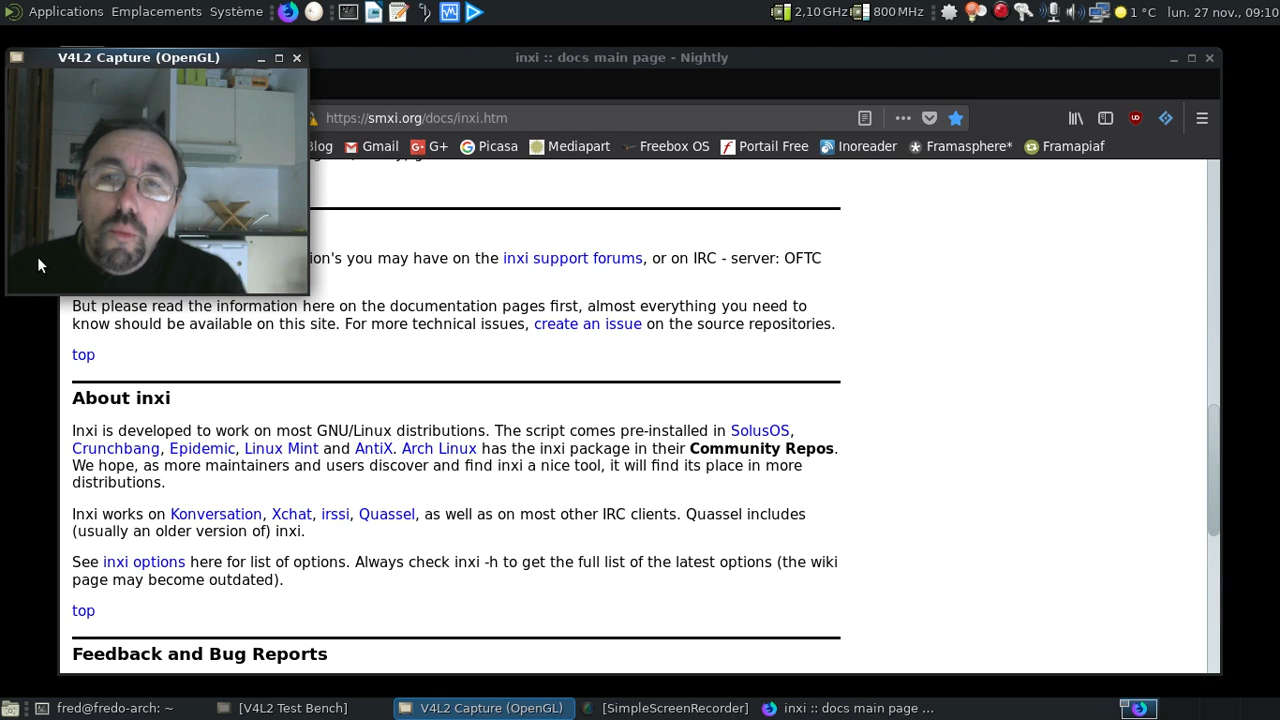 Applications Emplacements Système
2,10 GHz 800 MHz 1 °C lun. 27 nov., 09:10
V4L2 Capture (OpenGL)
inxi :: docs main page - Nightly
https://smxi.org/docs/inxi.htm
Blog Gmail G+ Picasa Mediapart Freebox OS Portail Free Inoreader Framasphere* Framapiaf
ion's you may have on the inxi support forums, or on IRC - server: OFTC
But please read the information here on the documentation pages first, almost everything you need to
know should be available on this site. For more technical issues, create an issue on the source repositories.
top
About inxi
Inxi is developed to work on most GNU/Linux distributions. The script comes pre-installed in SolusOS,
Crunchbang, Epidemic, Linux Mint and AntiX. Arch Linux has the inxi package in their Community Repos.
We hope, as more maintainers and users discover and find inxi a nice tool, it will find its place in more
distributions.
Inxi works on Konversation, Xchat, irssi, Quassel, as well as on most other IRC clients. Quassel includes
(usually an older version of) inxi.
See inxi options here for list of options. Always check inxi -h to get the full list of the latest options (the wiki
page may become outdated).
top
Feedback and Bug Reports
fred@fredo-arch: ~ [V4L2 Test Bench] V4L2 Capture (OpenGL) [SimpleScreenRecorder] inxi :: docs main page ...